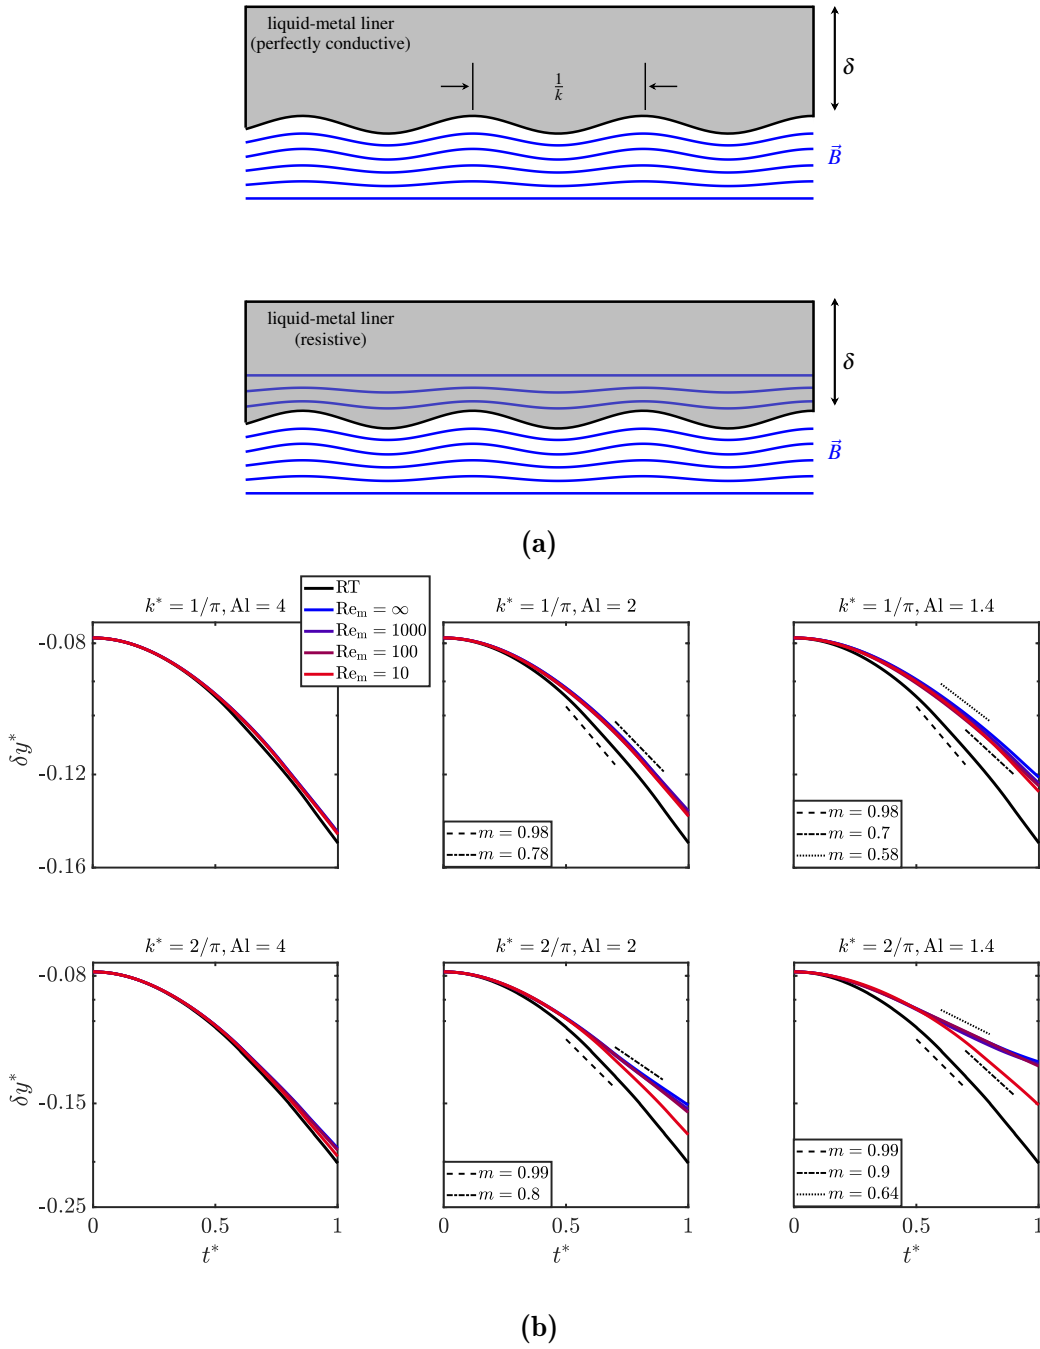 liquid-metal liner
(perfectly conductive)
1/k
δ
B⃗
liquid-metal liner
(resistive)
δ
B⃗
(a)
k* = 1/π, Al = 4
k* = 1/π, Al = 2
k* = 1/π, Al = 1.4
RT
Reₘ = ∞
Reₘ = 1000
Reₘ = 100
Reₘ = 10
-0.08
-0.12
-0.16
δy*
m = 0.98
m = 0.78
m = 0.98
m = 0.7
m = 0.58
k* = 2/π, Al = 4
k* = 2/π, Al = 2
k* = 2/π, Al = 1.4
-0.08
-0.15
-0.25
δy*
m = 0.99
m = 0.8
m = 0.99
m = 0.9
m = 0.64
0 0.5 1
0 0.5 1
0 0.5 1
t*
t*
t*
(b)